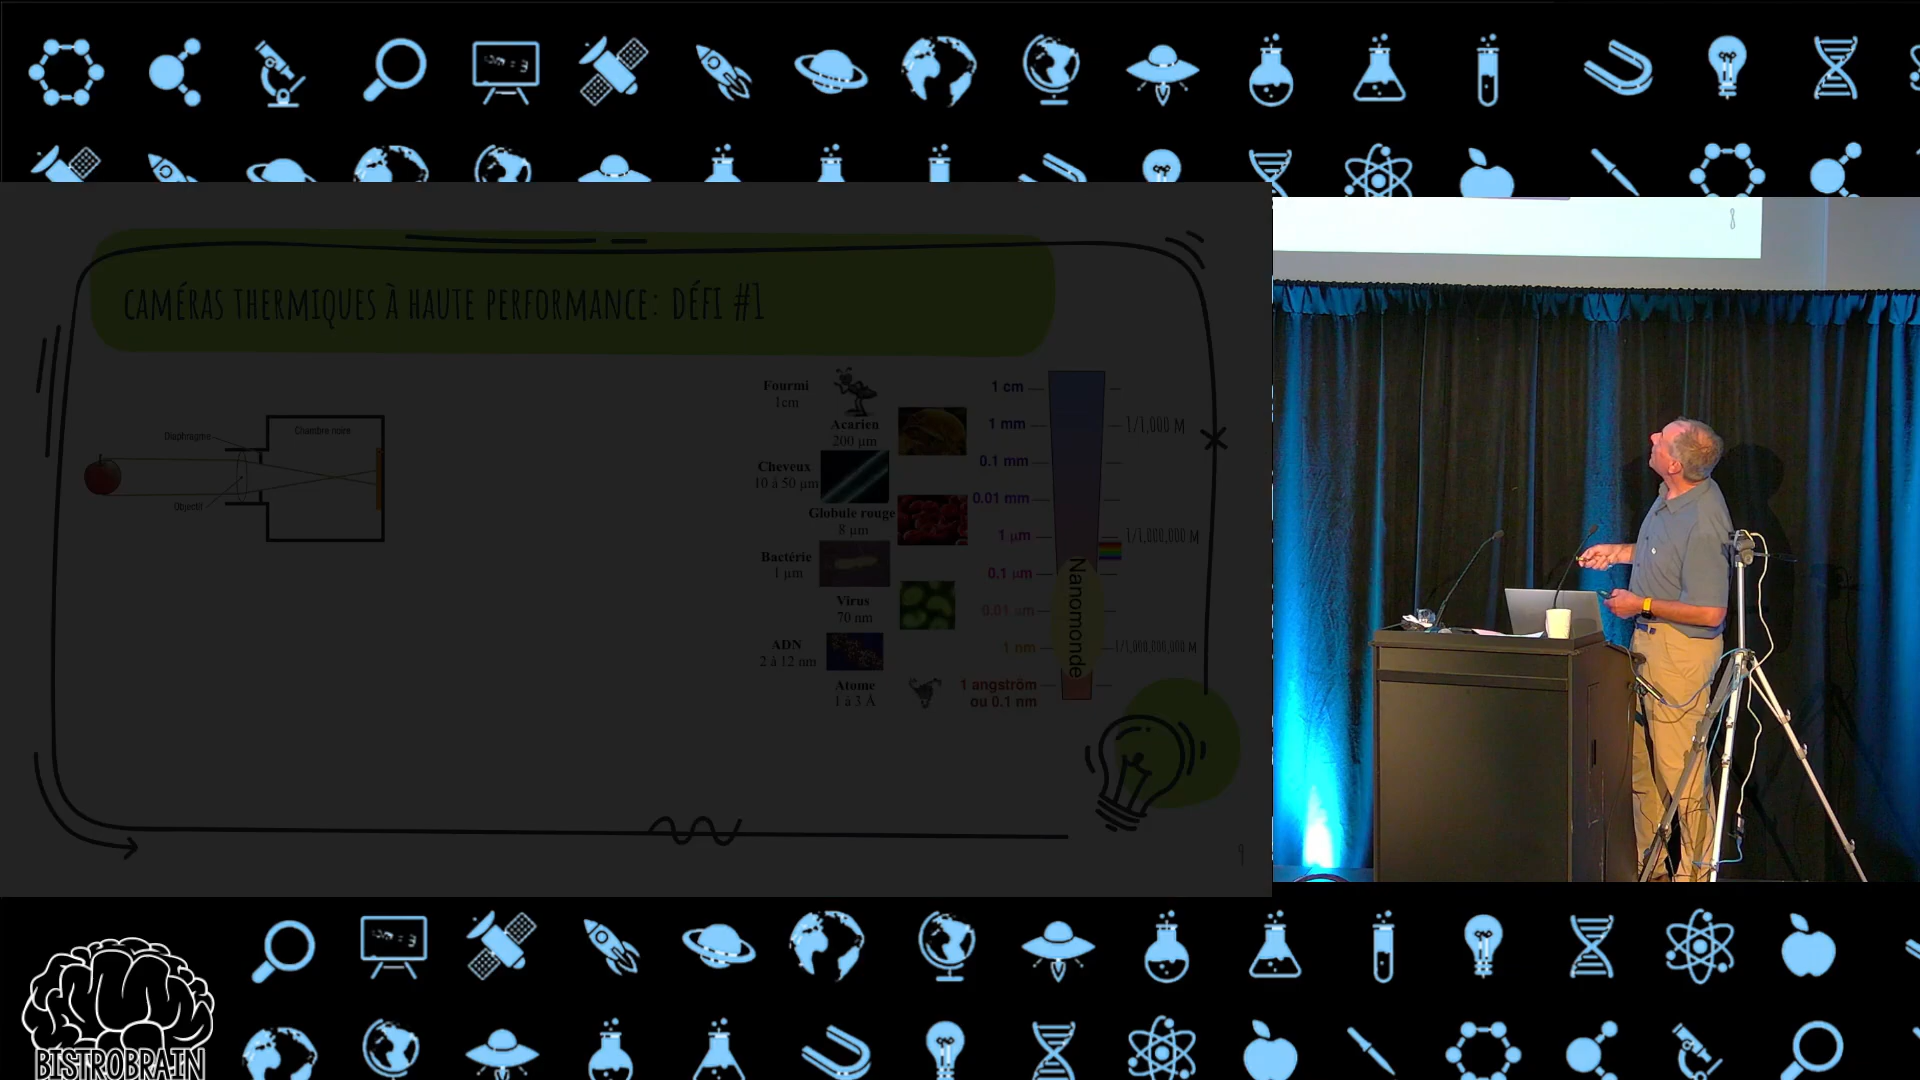 CAMÉRAS THERMIQUES À HAUTE PERFORMANCE: DÉFI #1
Diaphragme
Chambre noire
Objectif
Fourmi
1cm
Acarien
200 µm
Cheveux
10 à 50 µm
Globule rouge
8 µm
Bactérie
1 µm
Virus
70 nm
ADN
2 à 12 nm
Atome
1 à 3 Å
1 cm
1 mm
0.1 mm
0.01 mm
1 µm
0.1 µm
0.01 µm
1 nm
1 angström
ou 0.1 nm
Nanomonde
1/1,000 M
1/1,000,000 M
1/1,000,000,000 M
9
8
BISTROBRAIN